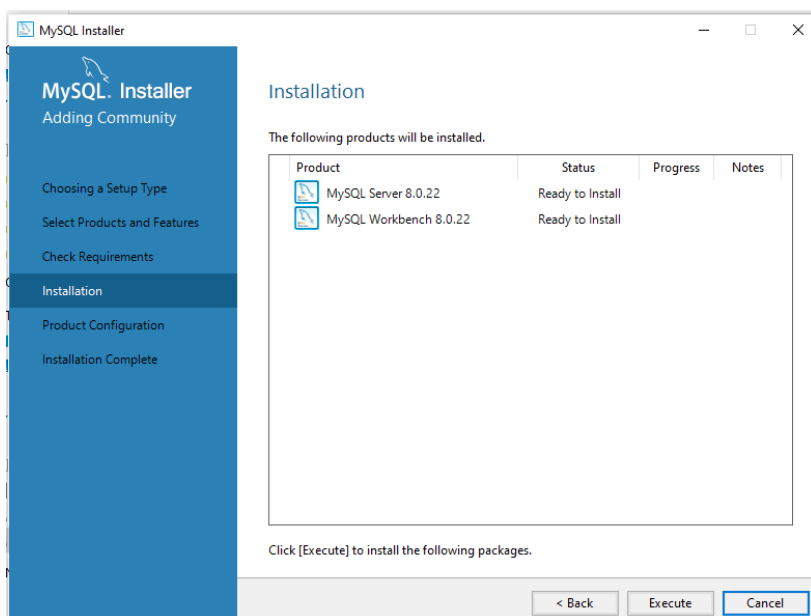 MySQL Installer
MySQL. Installer
Adding Community
Choosing a Setup Type
Select Products and Features
Check Requirements
Installation
Product Configuration
Installation Complete
Installation
The following products will be installed.
Product Status Progress Notes
MySQL Server 8.0.22 Ready to Install
MySQL Workbench 8.0.22 Ready to Install
Click [Execute] to install the following packages.
< Back Execute Cancel